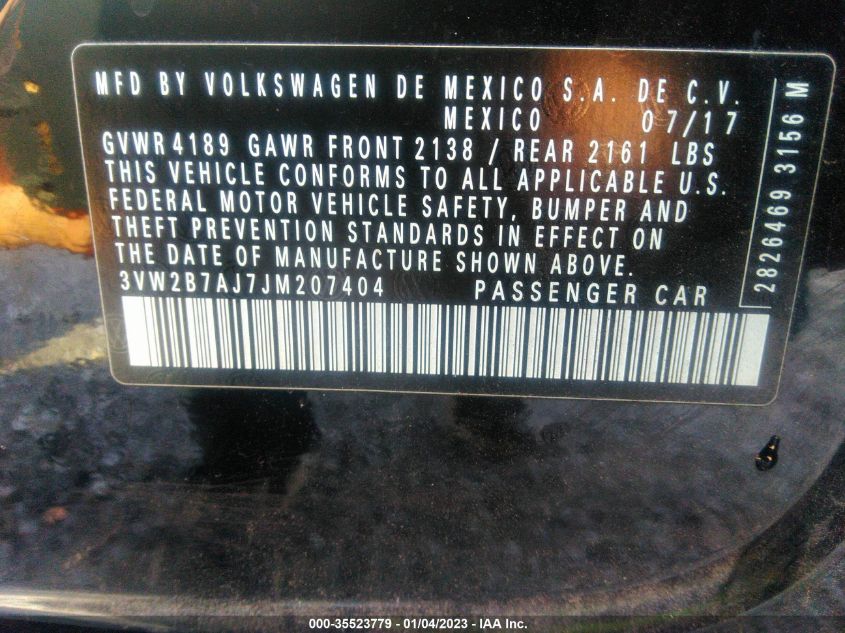 MFD BY VOLKSWAGEN DE MEXICO S.A. DE C.V.
MEXICO 07/17
GVWR 4189 GAWR FRONT 2138 / REAR 2161 LBS
THIS VEHICLE CONFORMS TO ALL APPLICABLE U.S.
FEDERAL MOTOR VEHICLE SAFETY, BUMPER AND
THEFT PREVENTION STANDARDS IN EFFECT ON
THE DATE OF MANUFACTURE SHOWN ABOVE.
3VW2B7AJ7JM207404 PASSENGER CAR
2826469 3156 M
000-35523779 - 01/04/2023 - IAA Inc.